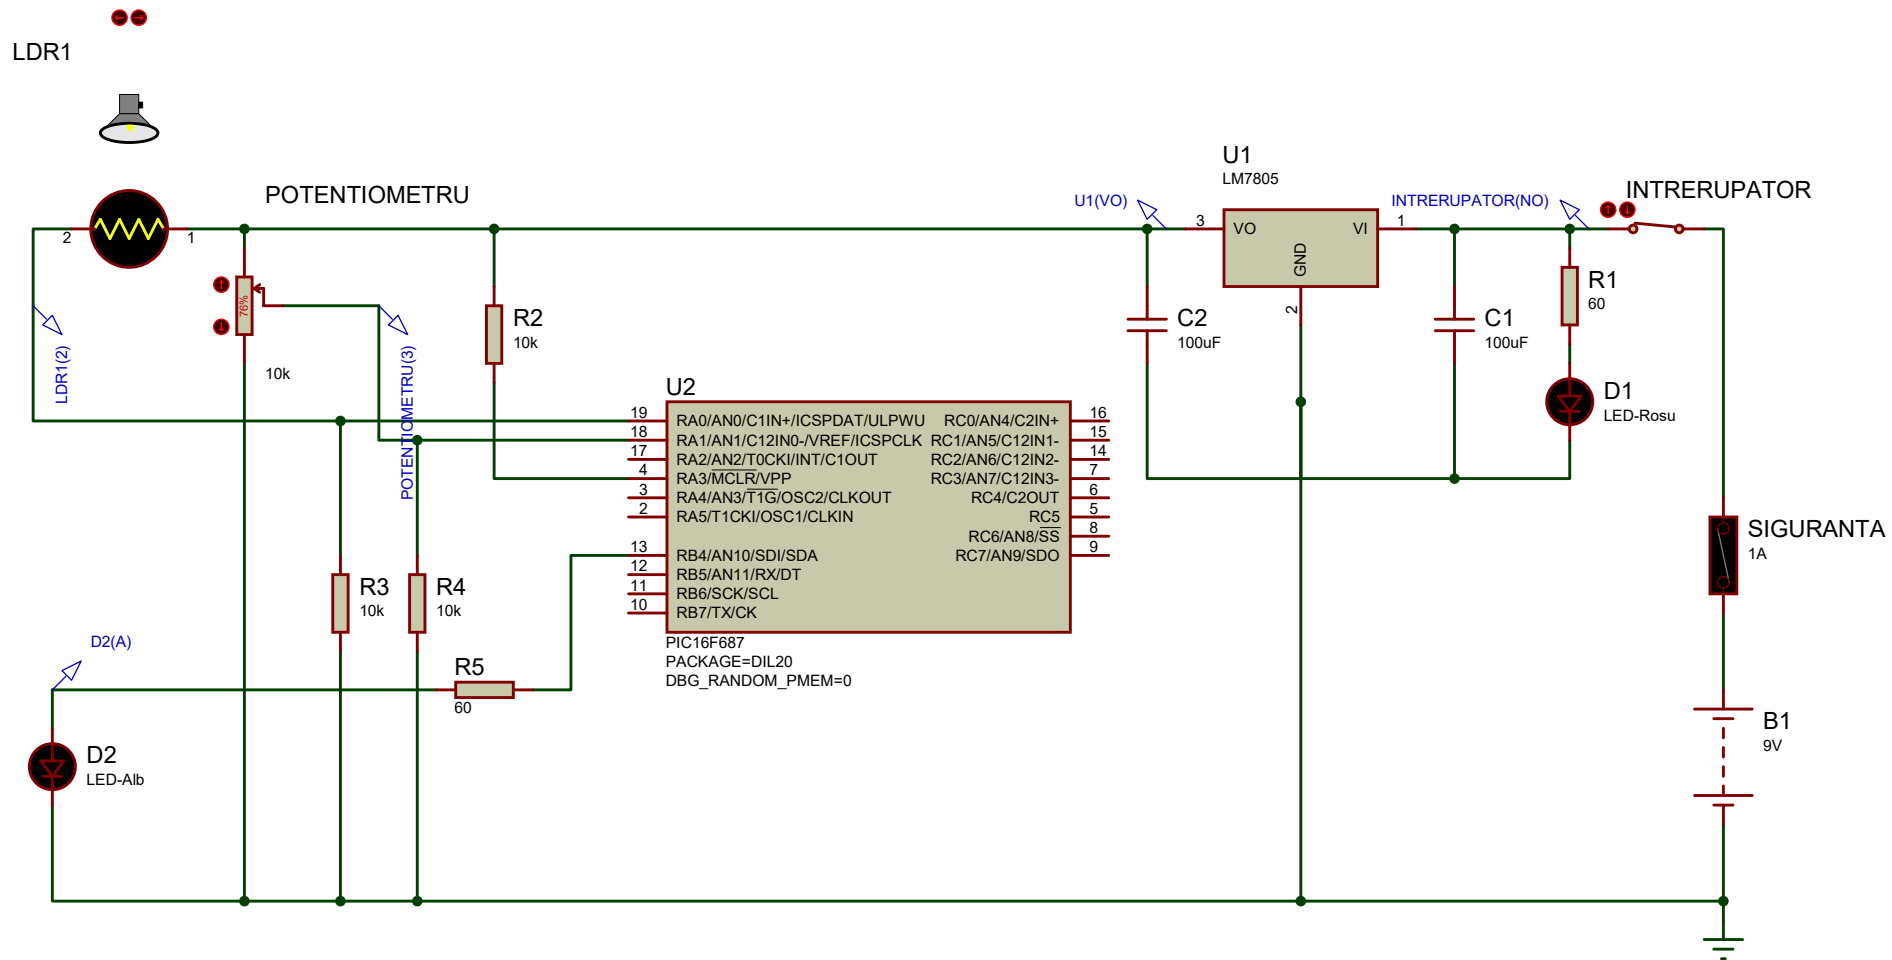 LDR1
POTENTIOMETRU
2
1
76%
10k
LDR1(2)
POTENTIOMETRU(3)
R2
10k
U1
LM7805
U1(VO)
3
VO
VI
GND
2
1
INTRERUPATOR(NO)
INTRERUPATOR
C2
100uF
C1
100uF
R1
60
D1
LED-Rosu
SIGURANTA
1A
B1
9V
U2
19 RA0/AN0/C1IN+/ICSPDAT/ULPWU
18 RA1/AN1/C12IN0-/VREF/ICSPCLK
17 RA2/AN2/T0CKI/INT/C1OUT
4 RA3/MCLR/VPP
3 RA4/AN3/T1G/OSC2/CLKOUT
2 RA5/T1CKI/OSC1/CLKIN
13 RB4/AN10/SDI/SDA
12 RB5/AN11/RX/DT
11 RB6/SCK/SCL
10 RB7/TX/CK
RC0/AN4/C2IN+ 16
RC1/AN5/C12IN1- 15
RC2/AN6/C12IN2- 14
RC3/AN7/C12IN3- 7
RC4/C2OUT 6
RC5 5
RC6/AN8/SS 8
RC7/AN9/SDO 9
PIC16F687
PACKAGE=DIL20
DBG_RANDOM_PMEM=0
R3
10k
R4
10k
R5
60
D2(A)
D2
LED-Alb